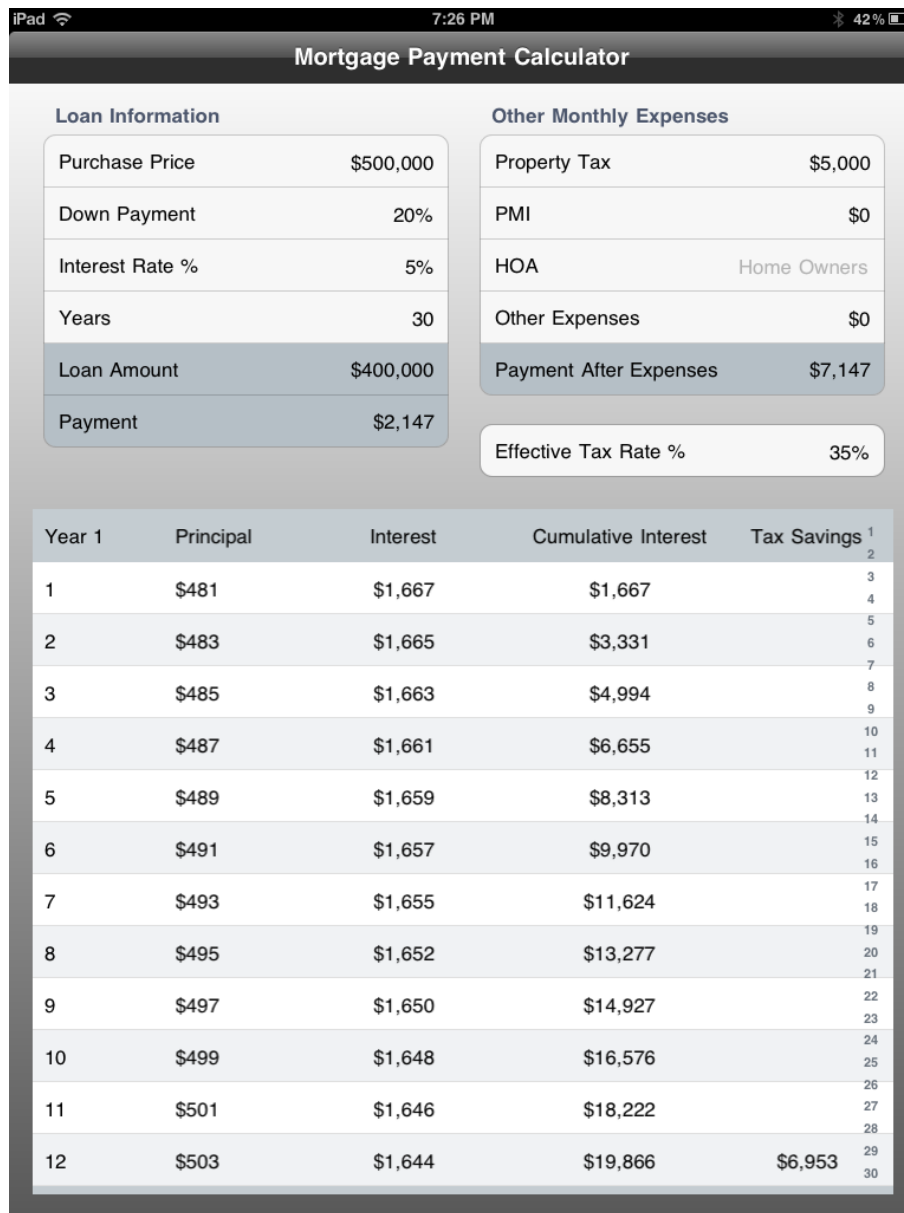 iPad 7:26 PM 42%
Mortgage Payment Calculator
Loan Information
Purchase Price $500,000
Down Payment 20%
Interest Rate % 5%
Years 30
Loan Amount $400,000
Payment $2,147
Other Monthly Expenses
Property Tax $5,000
PMI $0
HOA Home Owners
Other Expenses $0
Payment After Expenses $7,147
Effective Tax Rate % 35%
Year 1 Principal Interest Cumulative Interest Tax Savings
1 $481 $1,667 $1,667
2 $483 $1,665 $3,331
3 $485 $1,663 $4,994
4 $487 $1,661 $6,655
5 $489 $1,659 $8,313
6 $491 $1,657 $9,970
7 $493 $1,655 $11,624
8 $495 $1,652 $13,277
9 $497 $1,650 $14,927
10 $499 $1,648 $16,576
11 $501 $1,646 $18,222
12 $503 $1,644 $19,866 $6,953
1
2
3
4
5
6
7
8
9
10
11
12
13
14
15
16
17
18
19
20
21
22
23
24
25
26
27
28
29
30